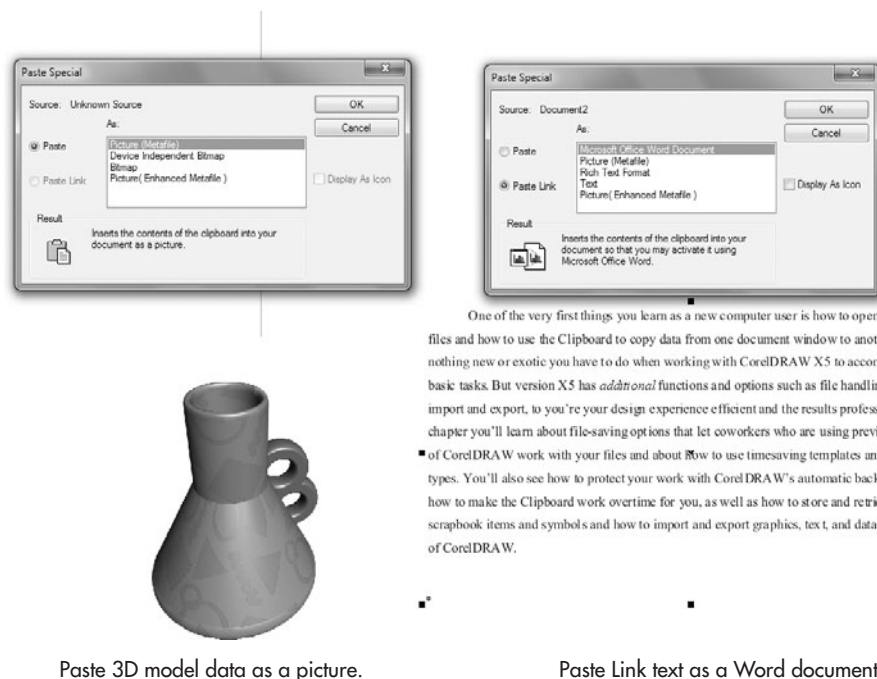 Paste Special
Source: Unknown Source
As:
OK
Cancel
Paste
Paste Link
Picture (Metafile)
Device Independent Bitmap
Bitmap
Picture( Enhanced Metafile )
Display As Icon
Result
Inserts the contents of the clipboard into your
document as a picture.
Paste Special
Source: Document2
As:
OK
Cancel
Paste
Paste Link
Microsoft Office Word Document
Picture (Metafile)
Rich Text Format
Text
Picture( Enhanced Metafile )
Display As Icon
Result
Inserts the contents of the clipboard into your
document so that you may activate it using
Microsoft Office Word.
One of the very first things you learn as a new computer user is how to open
files and how to use the Clipboard to copy data from one document window to anot
nothing new or exotic you have to do when working with CorelDRAW X5 to accor
basic tasks. But version X5 has additional functions and options such as file handlin
import and export, to you're your design experience efficient and the results profess
chapter you'll learn about file-saving options that let coworkers who are using previ
of CorelDRAW work with your files and about how to use timesaving templates an
types. You'll also see how to protect your work with CorelDRAW's automatic back
how to make the Clipboard work overtime for you, as well as how to store and retrie
scrapbook items and symbols and how to import and export graphics, text, and data
of CorelDRAW.
Paste 3D model data as a picture.
Paste Link text as a Word document